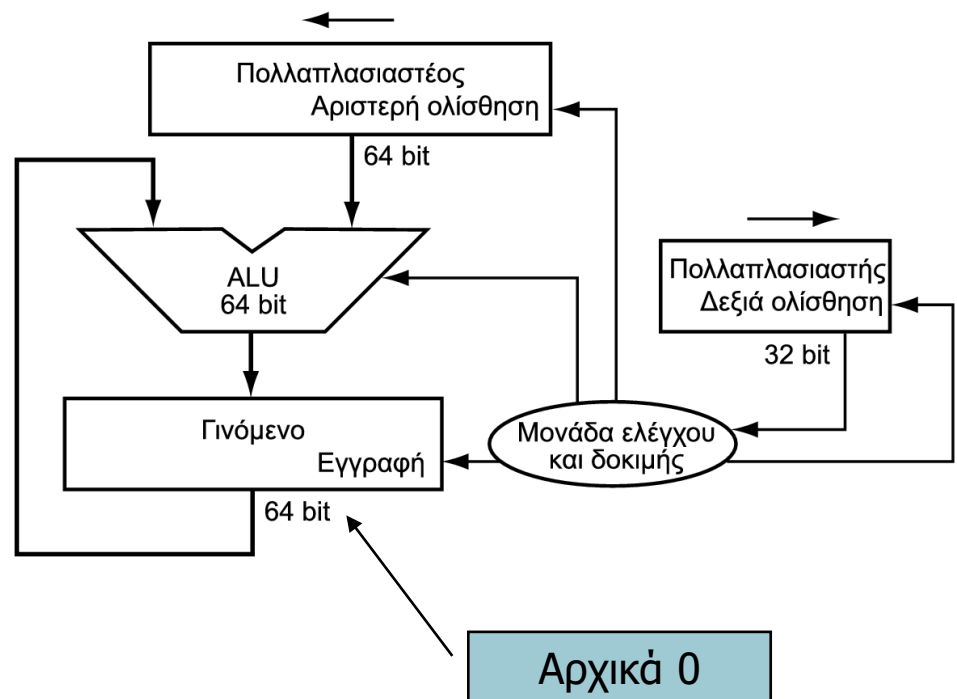 Πολλαπλασιαστέος
Αριστερή ολίσθηση
64 bit
ALU
64 bit
Πολλαπλασιαστής
Δεξιά ολίσθηση
32 bit
Γινόμενο
Εγγραφή
64 bit
Μονάδα ελέγχου
και δοκιμής
Αρχικά 0